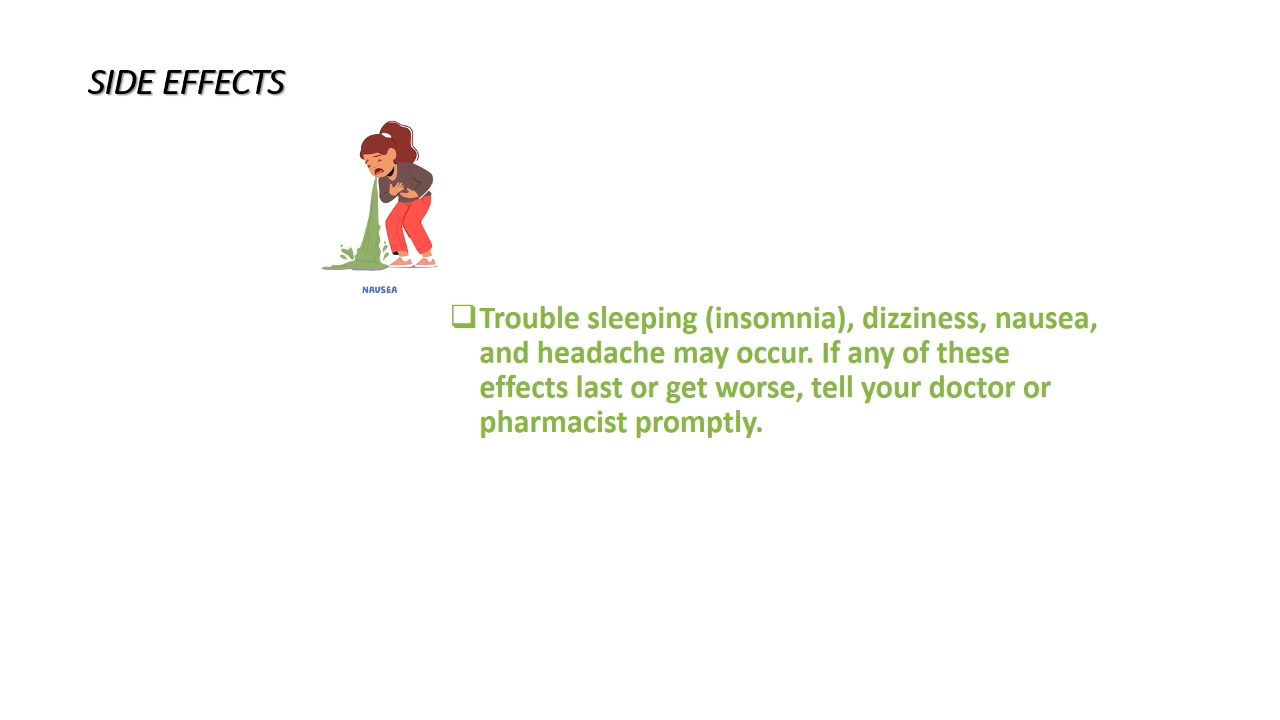 SIDE EFFECTS
NAUSEA
❑Trouble sleeping (insomnia), dizziness, nausea,
and headache may occur. If any of these
effects last or get worse, tell your doctor or
pharmacist promptly.